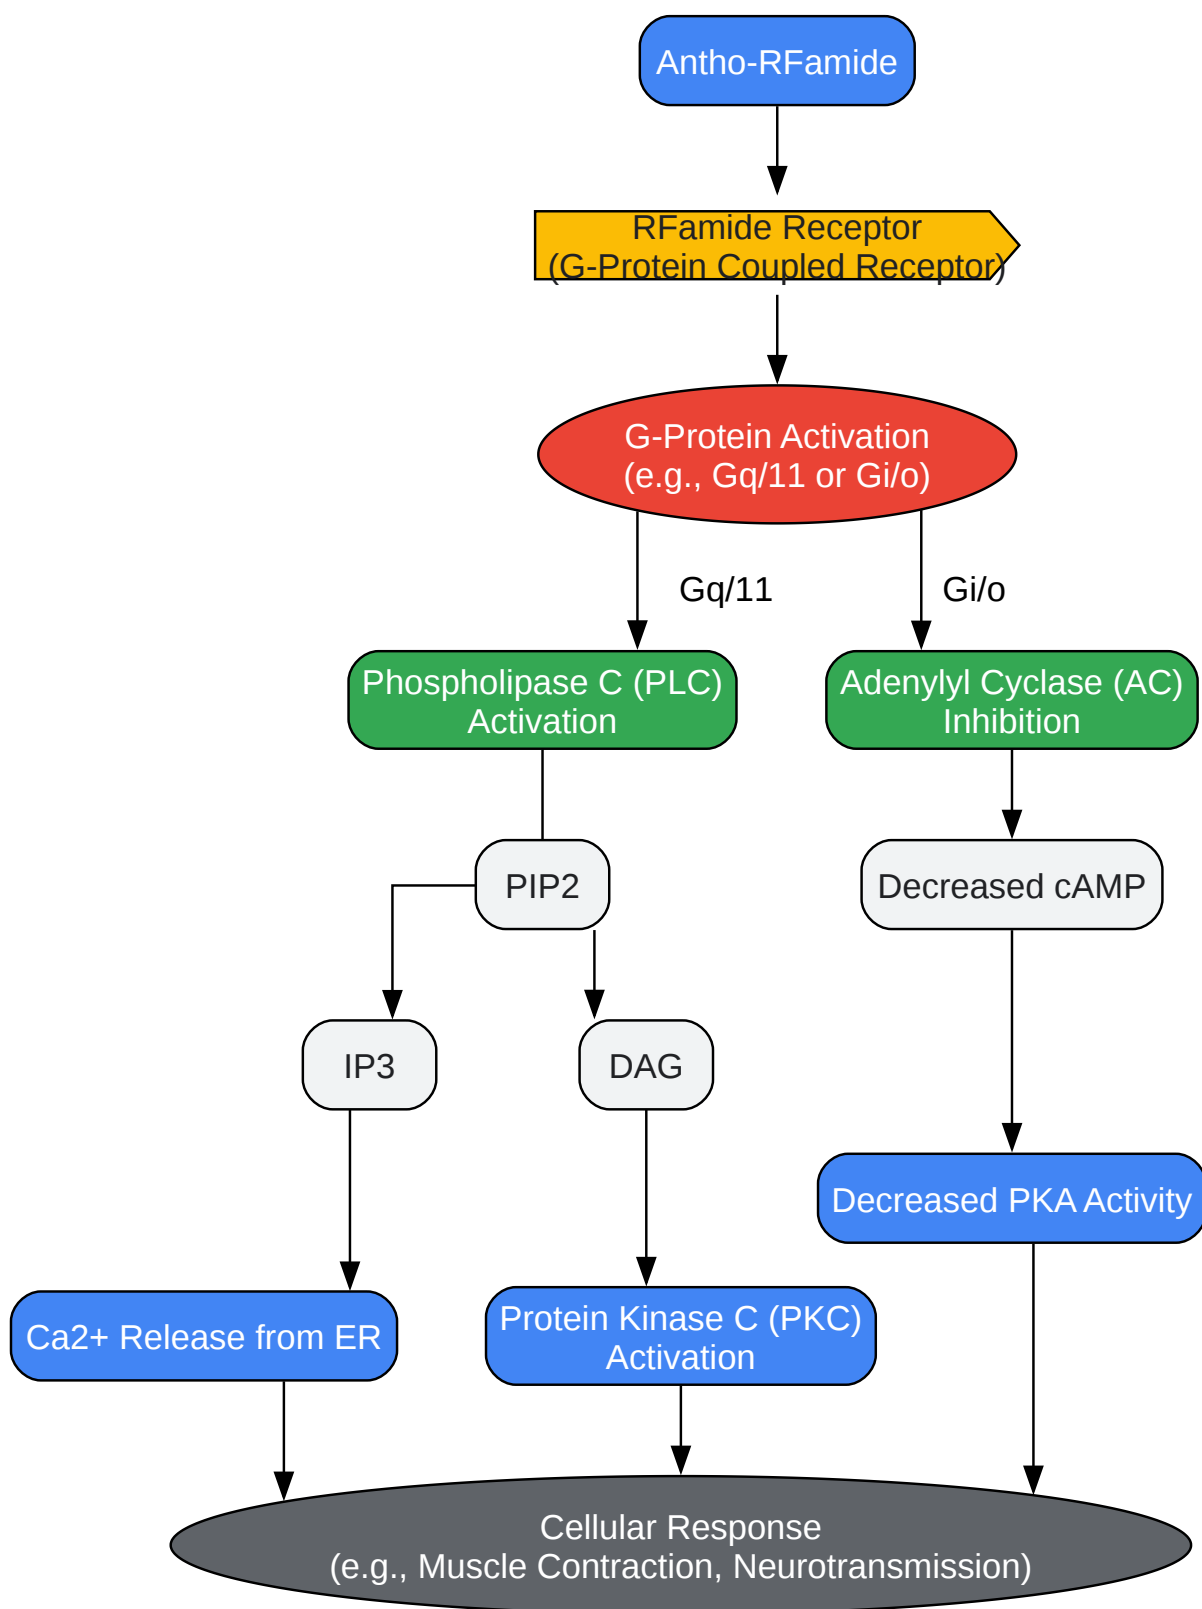 Antho-RFamide
RFamide Receptor
(G-Protein Coupled Receptor)
G-Protein Activation
(e.g., Gq/11 or Gi/o)
Gq/11
Gi/o
Phospholipase C (PLC)
Activation
Adenylyl Cyclase (AC)
Inhibition
PIP2
Decreased cAMP
IP3
DAG
Decreased PKA Activity
Ca2+ Release from ER
Protein Kinase C (PKC)
Activation
Cellular Response
(e.g., Muscle Contraction, Neurotransmission)